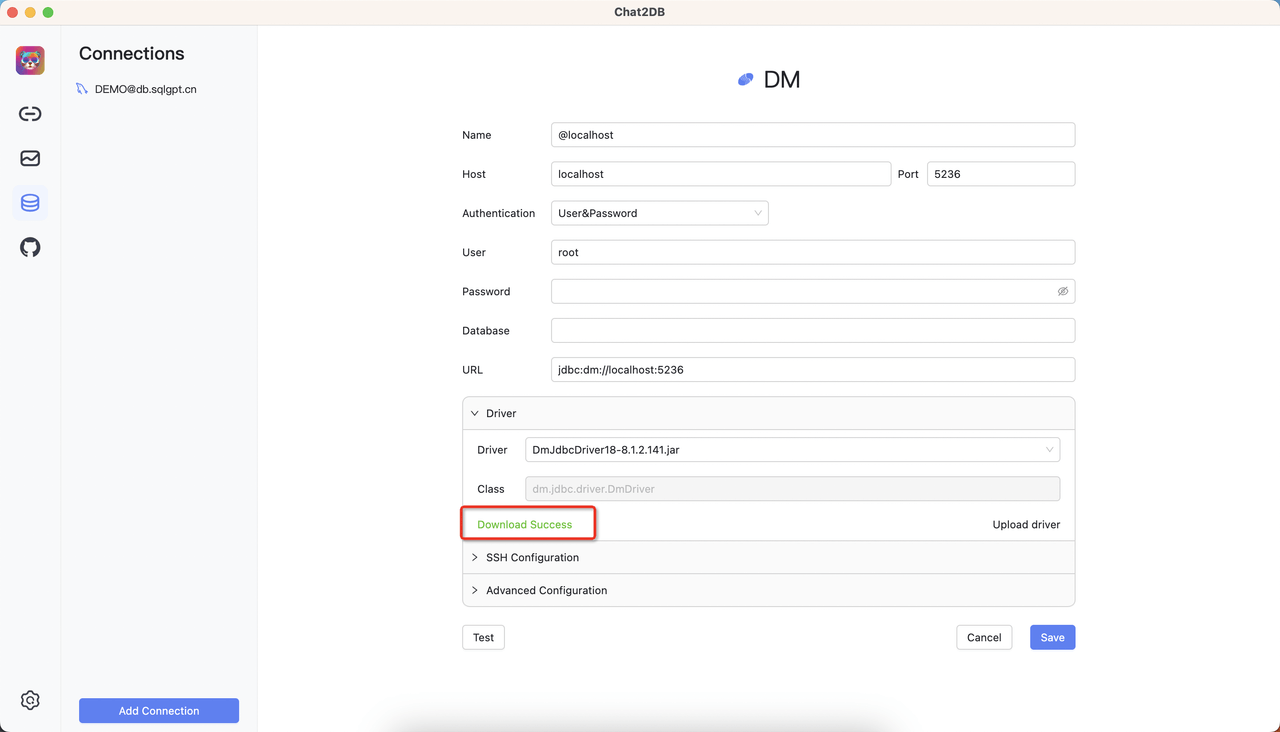 Chat2DB
Connections
DEMO@db.sqlgpt.cn
DM
Name @localhost
Host localhost Port 5236
Authentication User&Password
User root
Password
Database
URL jdbc:dm://localhost:5236
Driver
Driver DmJdbcDriver18-8.1.2.141.jar
Class dm.jdbc.driver.DmDriver
Download Success Upload driver
SSH Configuration
Advanced Configuration
Test Cancel Save
Add Connection